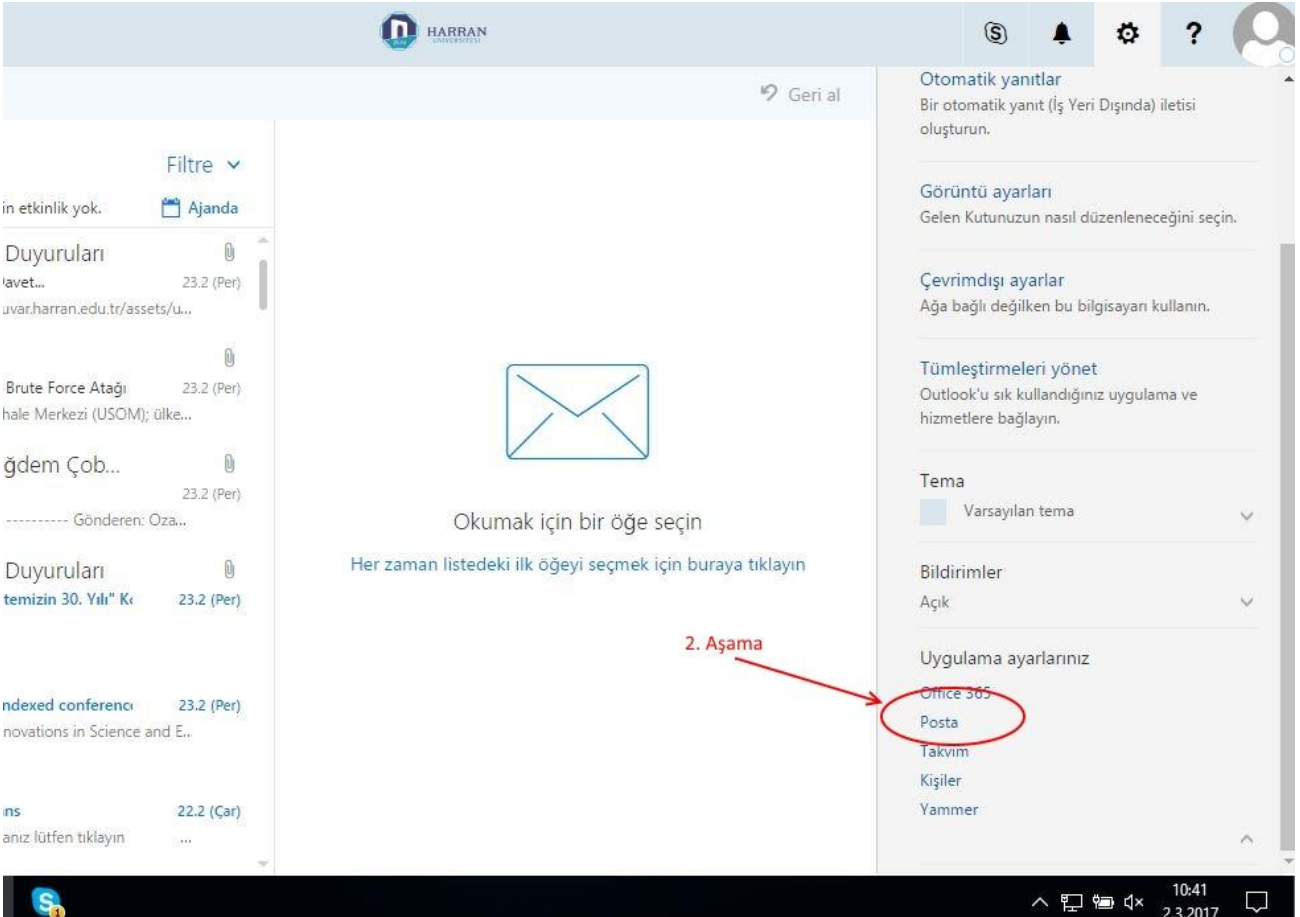 HARRAN
ÜNİVERSİTESİ
Geri al
Filtre
in etkinlik yok.
Ajanda
Duyuruları
avet...
23.2 (Per)
uvar.harran.edu.tr/assets/u...
Brute Force Atağı
23.2 (Per)
hale Merkezi (USOM); ülke...
ğdem Çob...
23.2 (Per)
---------- Gönderen: Oza...
Duyuruları
temizin 30. Yılı" K
23.2 (Per)
ndexed conferenc
23.2 (Per)
novations in Science and E...
ns
22.2 (Çar)
anız lütfen tıklayın ...
Okumak için bir öğe seçin
Her zaman listedeki ilk öğeyi seçmek için buraya tıklayın
2. Aşama
Otomatik yanıtlar
Bir otomatik yanıt (İş Yeri Dışında) iletisi
oluşturun.
Görüntü ayarları
Gelen Kutunuzun nasıl düzenleneceğini seçin.
Çevrimdışı ayarlar
Ağa bağlı değilken bu bilgisayarı kullanın.
Tümleştirmeleri yönet
Outlook'u sık kullandığınız uygulama ve
hizmetlere bağlayın.
Tema
Varsayılan tema
Bildirimler
Açık
Uygulama ayarlarınız
Office 365
Posta
Takvim
Kişiler
Yammer
10:41
2.3.2017